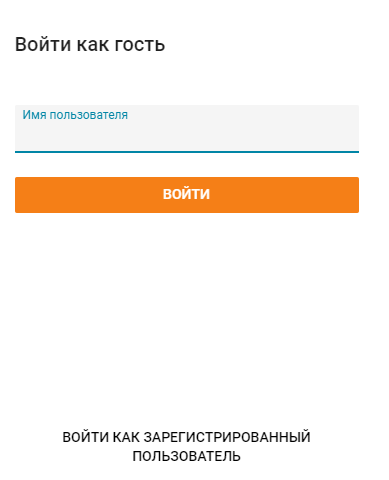 Войти как гость
Имя пользователя
ВОЙТИ
ВОЙТИ КАК ЗАРЕГИСТРИРОВАННЫЙ
ПОЛЬЗОВАТЕЛЬ